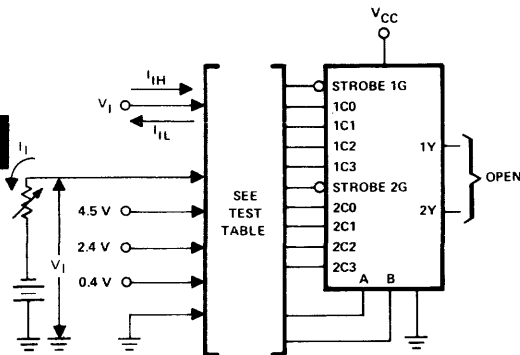 VCC
IIH
VI
IIL
II
VI
4.5 V
2.4 V
0.4 V
SEE
TEST
TABLE
STROBE 1G
1C0
1C1
1C2
1C3
STROBE 2G
2C0
2C1
2C2
2C3
A B
1Y
2Y
OPEN